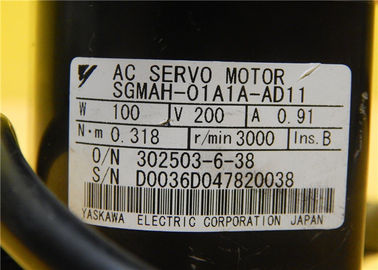 AC SERVO MOTOR
SGMAH-01A1A-AD11
W 100 V 200 A 0.91
N·m 0.318 r/min 3000 Ins.B
O/N 302503-6-38
S/N D0036D047820038
YASKAWA ELECTRIC CORPORATION JAPAN